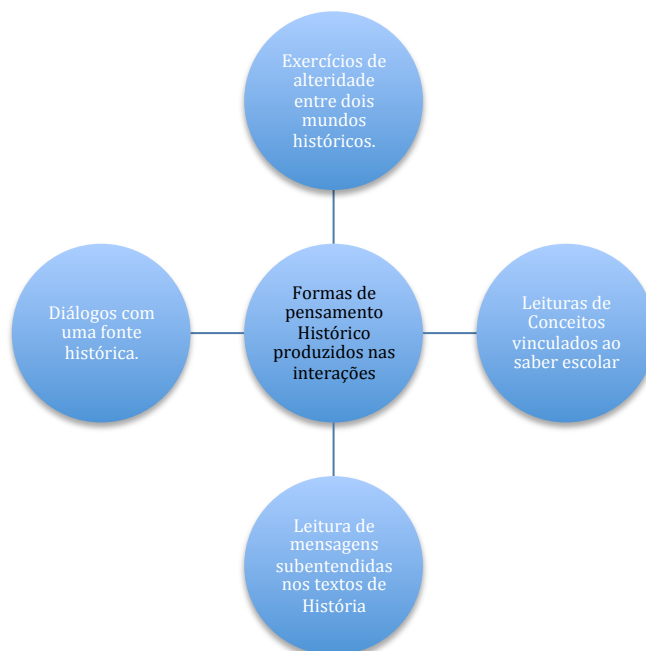 Exercícios de
alteridade
entre dois
mundos
históricos.
Diálogos com
uma fonte
histórica.
Formas de
pensamento
Histórico
produzidos nas
interações
Leituras de
Conceitos
vinculados ao
saber escolar
Leitura de
mensagens
subentendidas
nos textos de
História